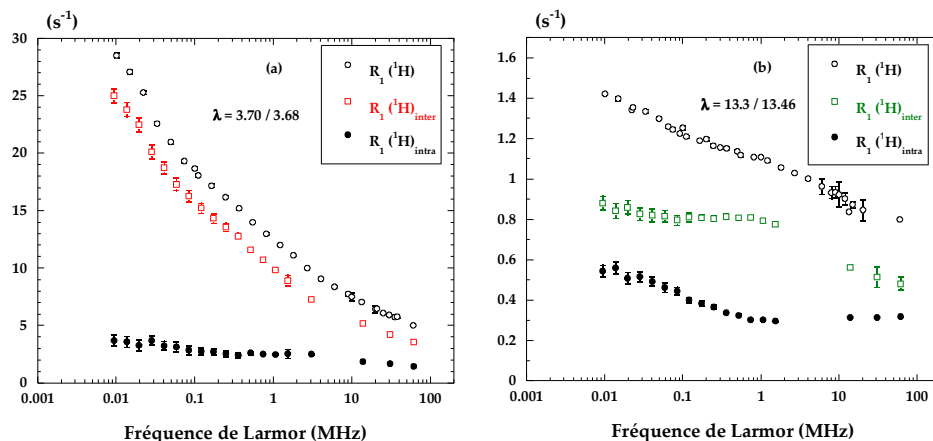 (s⁻¹)
30
25
20
15
10
5
0
(a)
λ = 3.70 / 3.68
R₁ (¹H)
R₁ (¹H)inter
R₁ (¹H)intra
0.001 0.01 0.1 1 10 100
Fréquence de Larmor (MHz)
(s⁻¹)
1.6
1.4
1.2
1
0.8
0.6
0.4
0.2
0
(b)
λ = 13.3 / 13.46
R₁ (¹H)
R₁ (¹H)inter
R₁ (¹H)intra
0.001 0.01 0.1 1 10 100
Fréquence de Larmor (MHz)